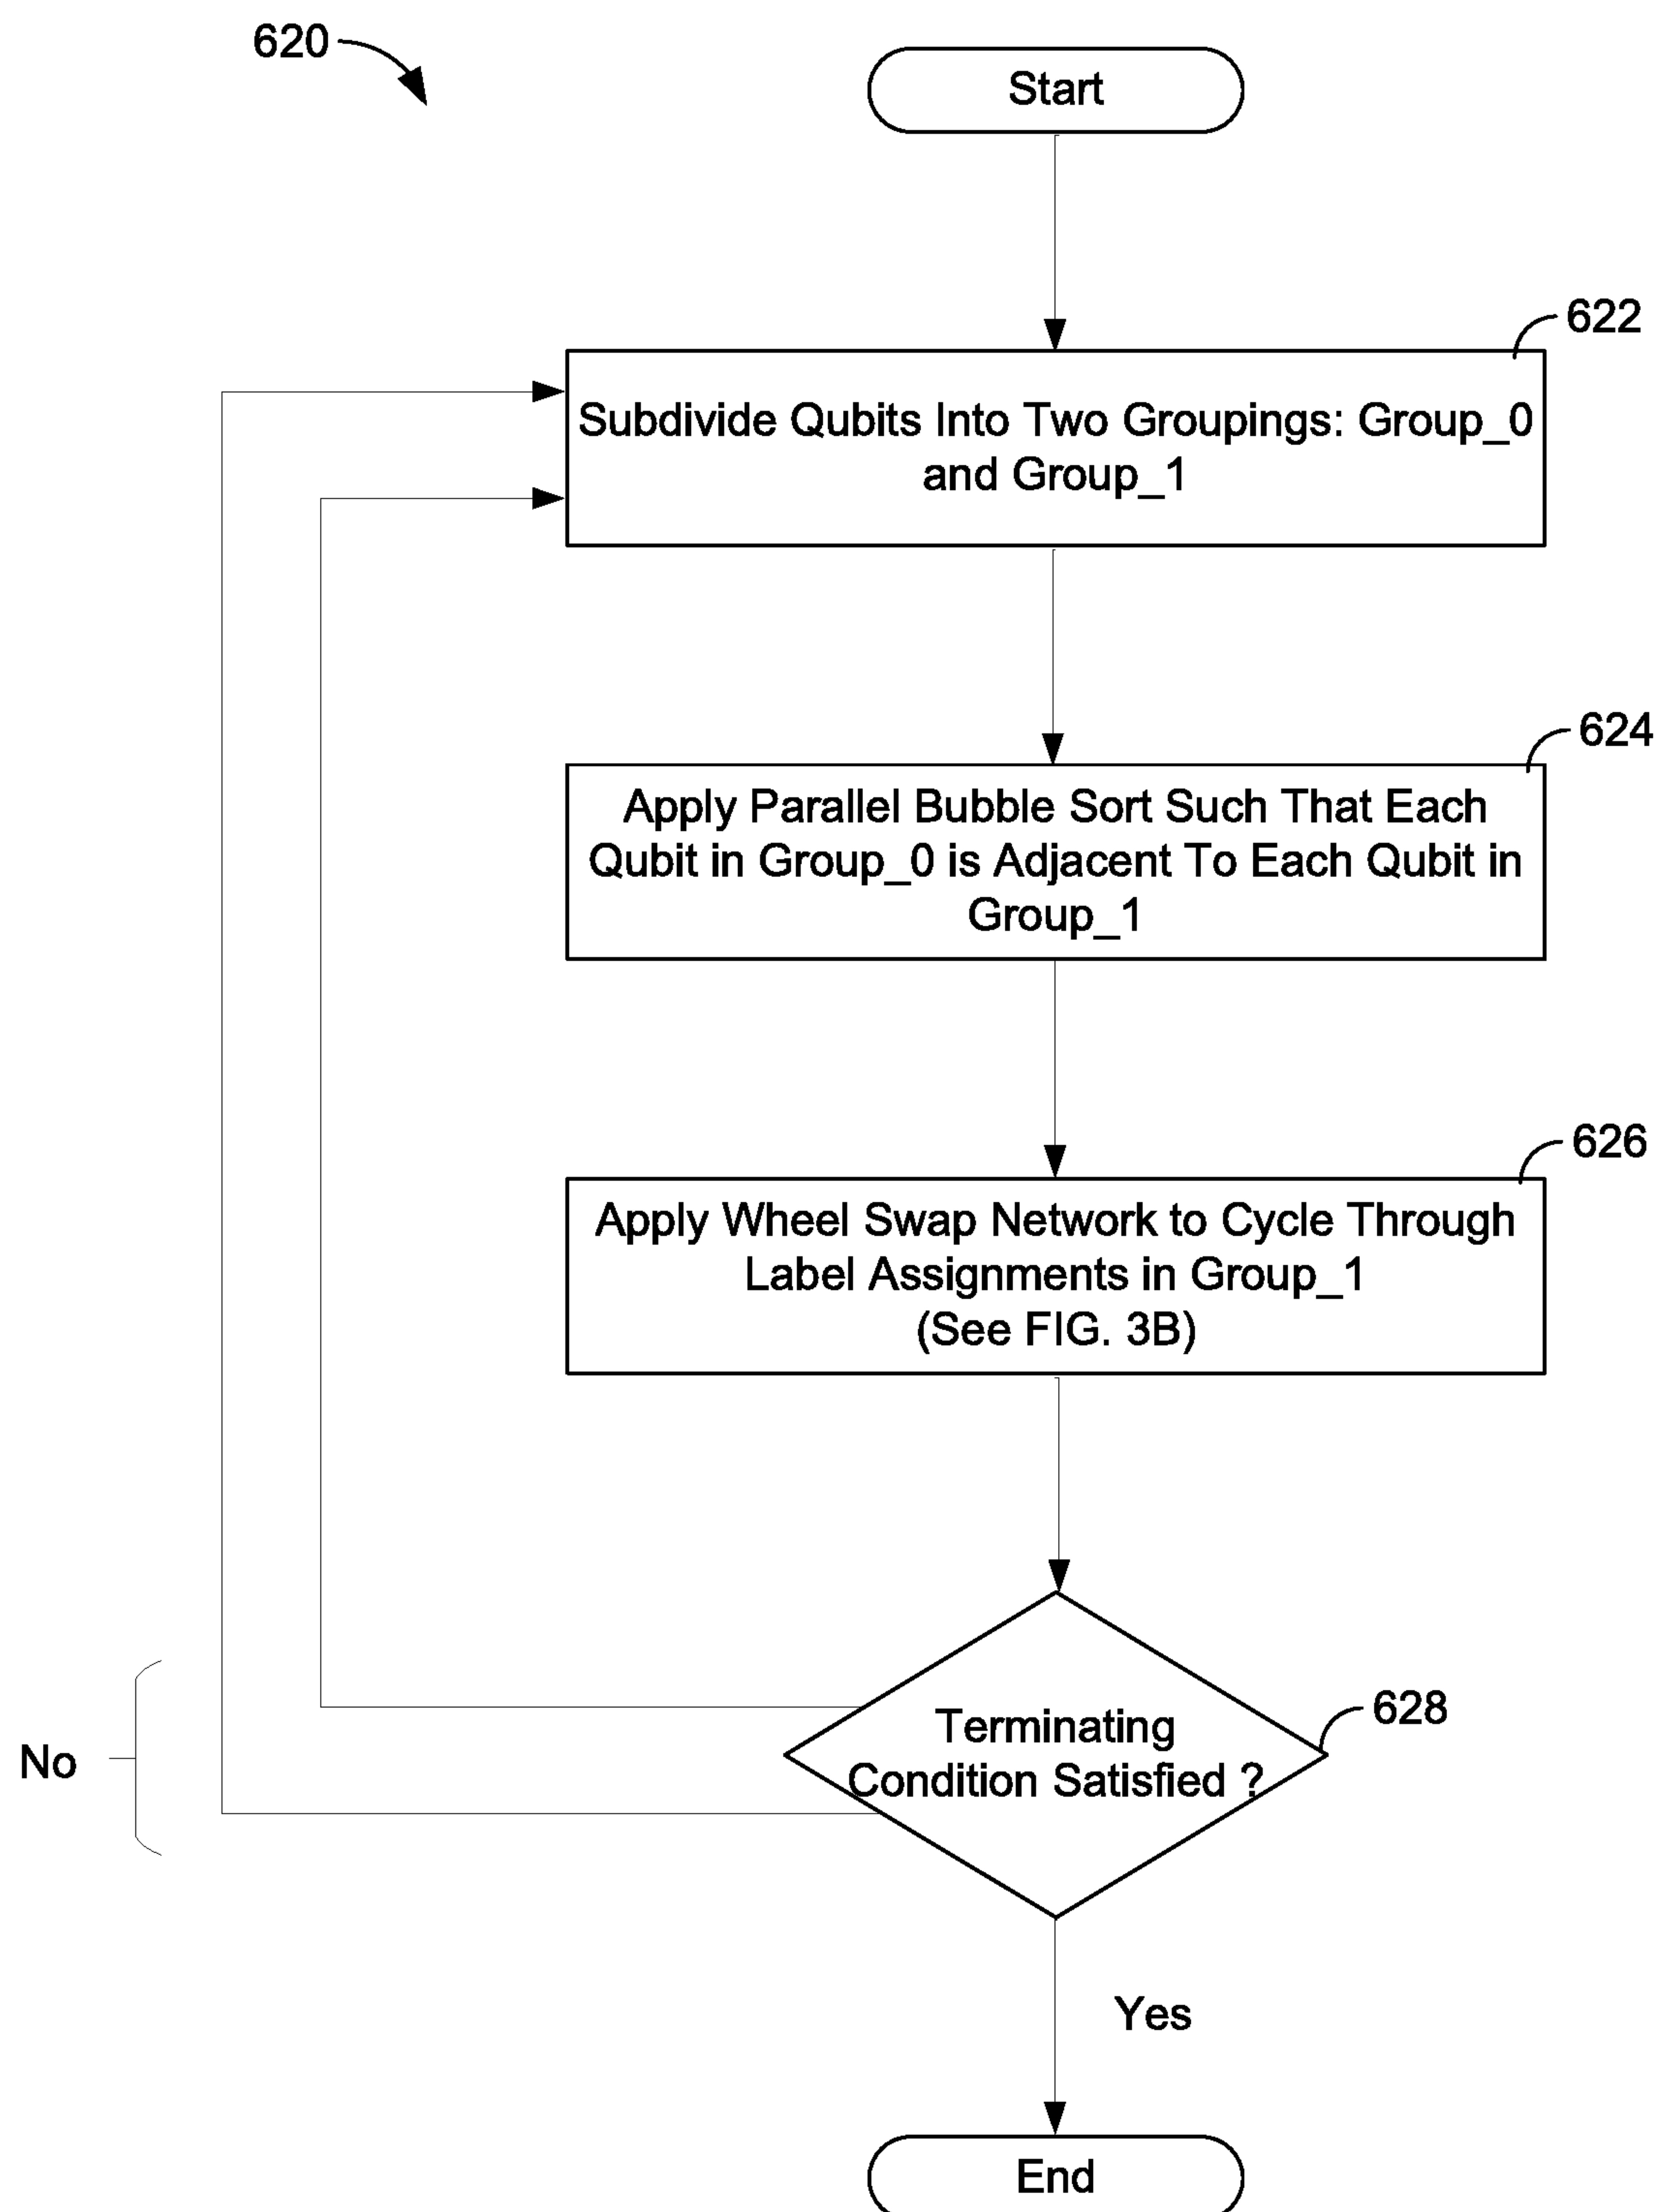 620
Start
622
Subdivide Qubits Into Two Groupings: Group_0
and Group_1
624
Apply Parallel Bubble Sort Such That Each
Qubit in Group_0 is Adjacent To Each Qubit in
Group_1
626
Apply Wheel Swap Network to Cycle Through
Label Assignments in Group_1
(See FIG. 3B)
628
Terminating
Condition Satisfied ?
No
Yes
End